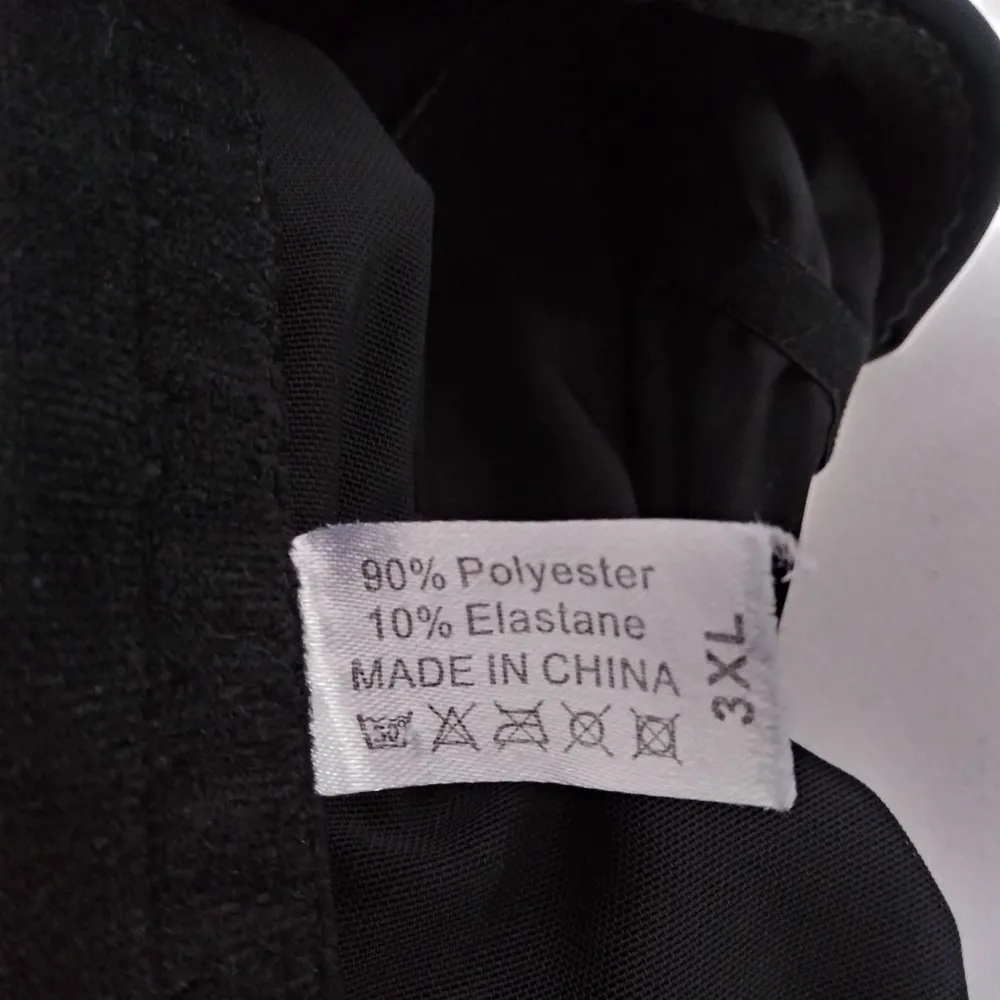 90% Polyester
10% Elastane
MADE IN CHINA
3XL